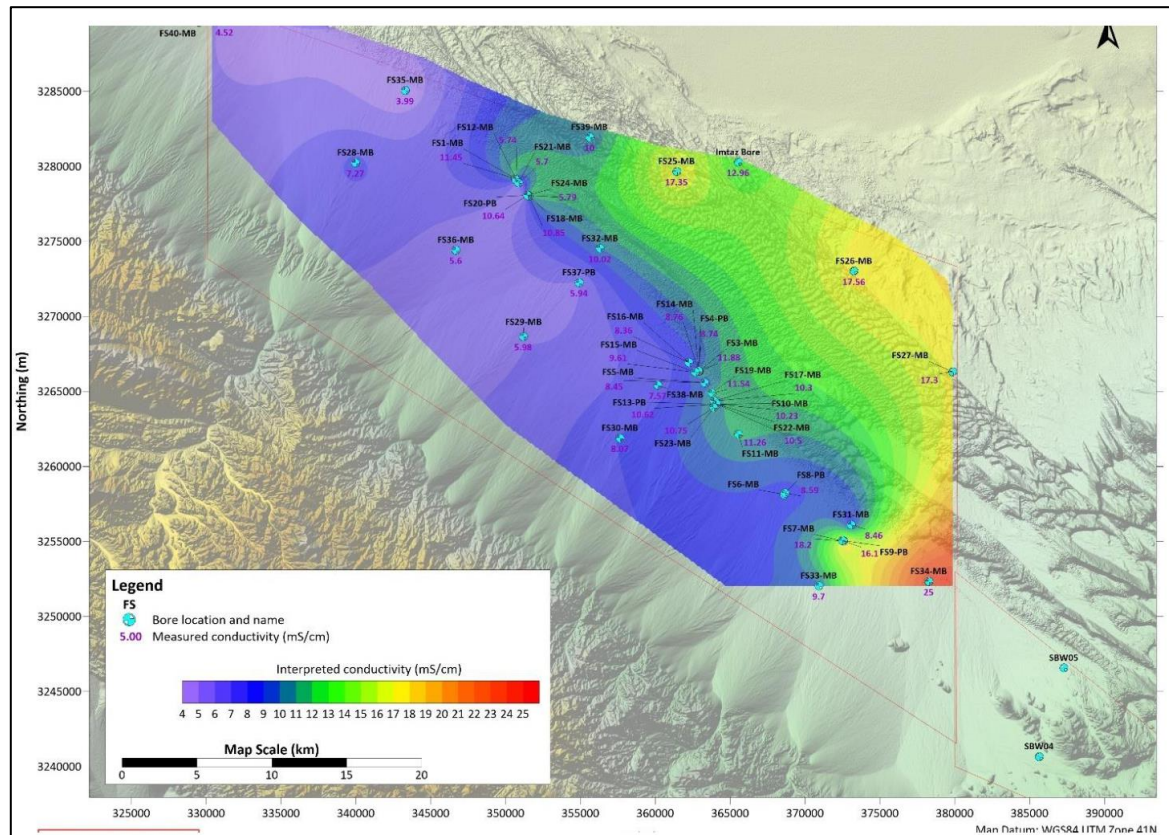 FS40-MB
4.52
3285000
FS35-MB
3.99
FS12-MB
5.74
FS39-MB
10
FS1-MB
11.45
FS21-MB
5.7
Imtaz Bore
12.96
3280000
FS28-MB
7.27
FS25-MB
17.35
FS24-MB
5.79
FS20-PB
10.64
FS18-MB
10.85
3275000
FS36-MB
5.6
FS32-MB
10.02
FS37-PB
5.94
FS26-MB
17.56
3270000
FS29-MB
5.98
FS14-MB
8.76
FS16-MB
8.36
FS4-PB
8.74
FS15-MB
9.61
FS3-MB
11.88
FS27-MB
17.3
3265000
FS5-MB
8.45
FS19-MB
11.54
FS17-MB
10.3
7.57
FS38-MB
FS13-PB
10.62
FS10-MB
10.23
FS30-MB
8.07
10.75
FS23-MB
FS22-MB
10.5
11.26
FS11-MB
3260000
FS6-MB
FS8-PB
8.59
FS31-MB
8.46
3255000
FS7-MB
18.2
16.1
FS9-PB
FS33-MB
9.7
FS34-MB
25
3250000
3245000
3240000
Northing (m)
SBW05
SBW04
Legend
FS
Bore location and name
5.00 Measured conductivity (mS/cm)
Interpreted conductivity (mS/cm)
4 5 6 7 8 9 10 11 12 13 14 15 16 17 18 19 20 21 22 23 24 25
Map Scale (km)
0 5 10 15 20
325000 330000 335000 340000 345000 350000 355000 360000 365000 370000 375000 380000 385000 390000
Map Datum: WGS84 UTM Zone 41N